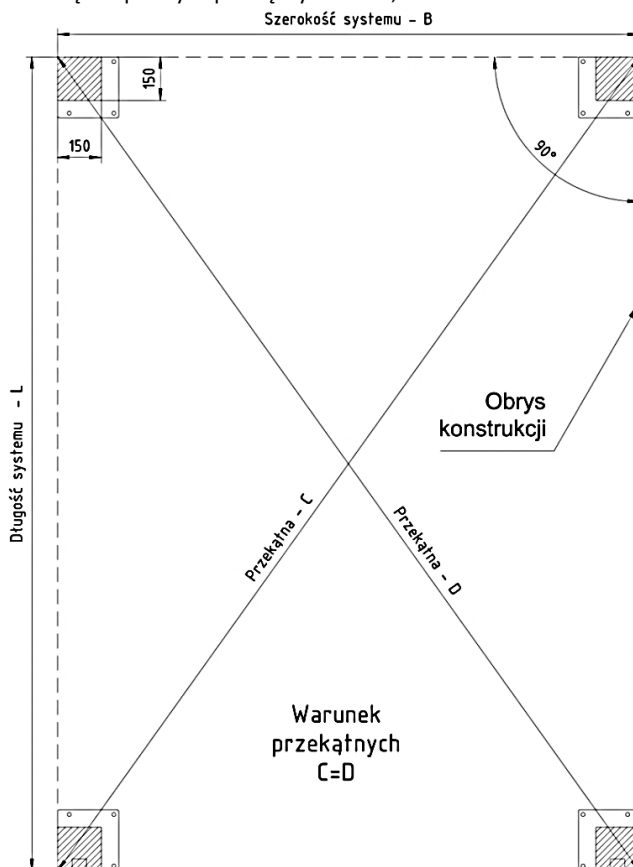 Szerokość systemu - B
150
150
90°
Długość systemu - L
Obrys
konstrukcji
Przekątna - C
Przekątna - D
Warunek
przekątnych
C=D